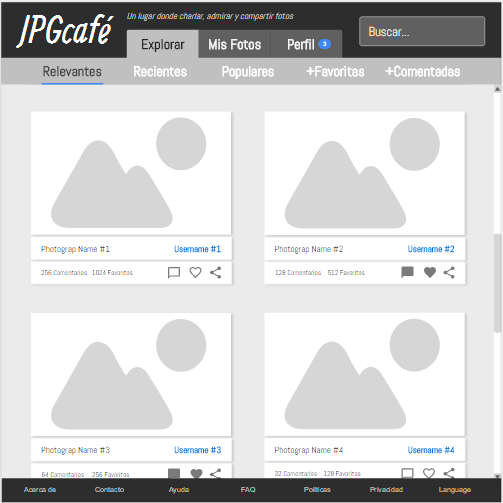 JPGcafé
Un lugar donde charlar, admirar y compartir fotos
Explorar
Mis Fotos
Perfil 3
Buscar...
Relevantes
Recientes
Populares
+Favoritas
+Comentadas
Photograp Name #1
Username #1
256 Comentarios 1024 Favoritos
Photograp Name #2
Username #2
128 Comentarios 512 Favoritos
Photograp Name #3
Username #3
64 Comentarios 256 Favoritos
Photograp Name #4
Username #4
32 Comentarios 128 Favoritos
Acerca de
Contacto
Ayuda
FAQ
Políticas
Privacidad
Language